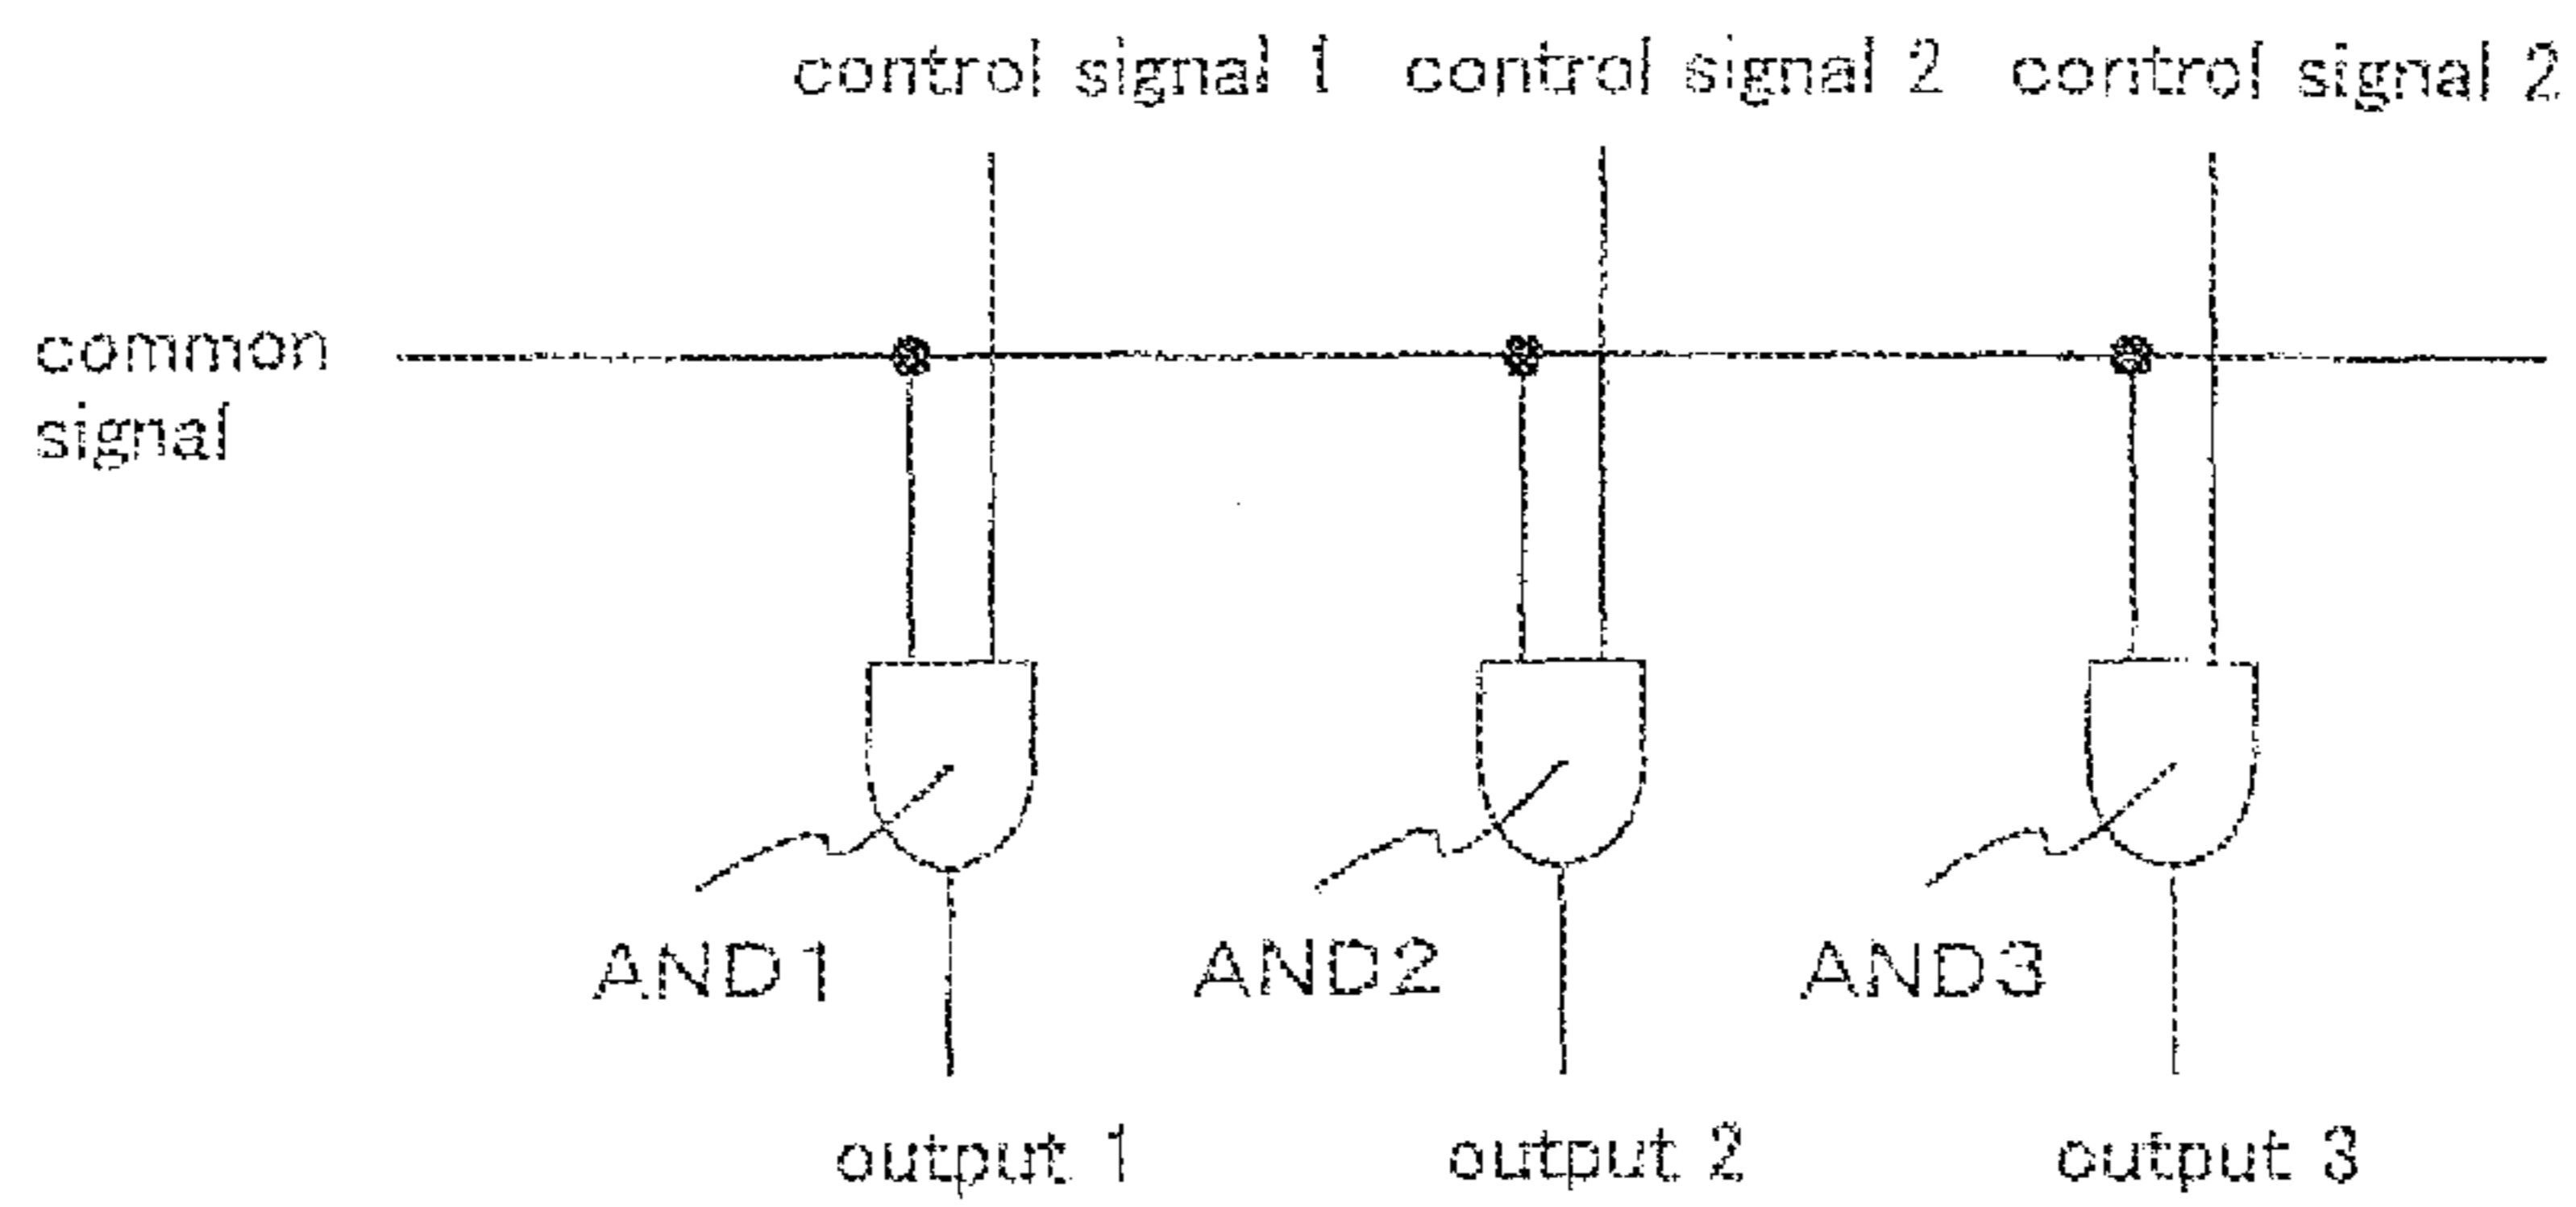 control signal 1 control signal 2 control signal 2
common
signal
AND1 AND2 AND3
output 1 output 2 output 3